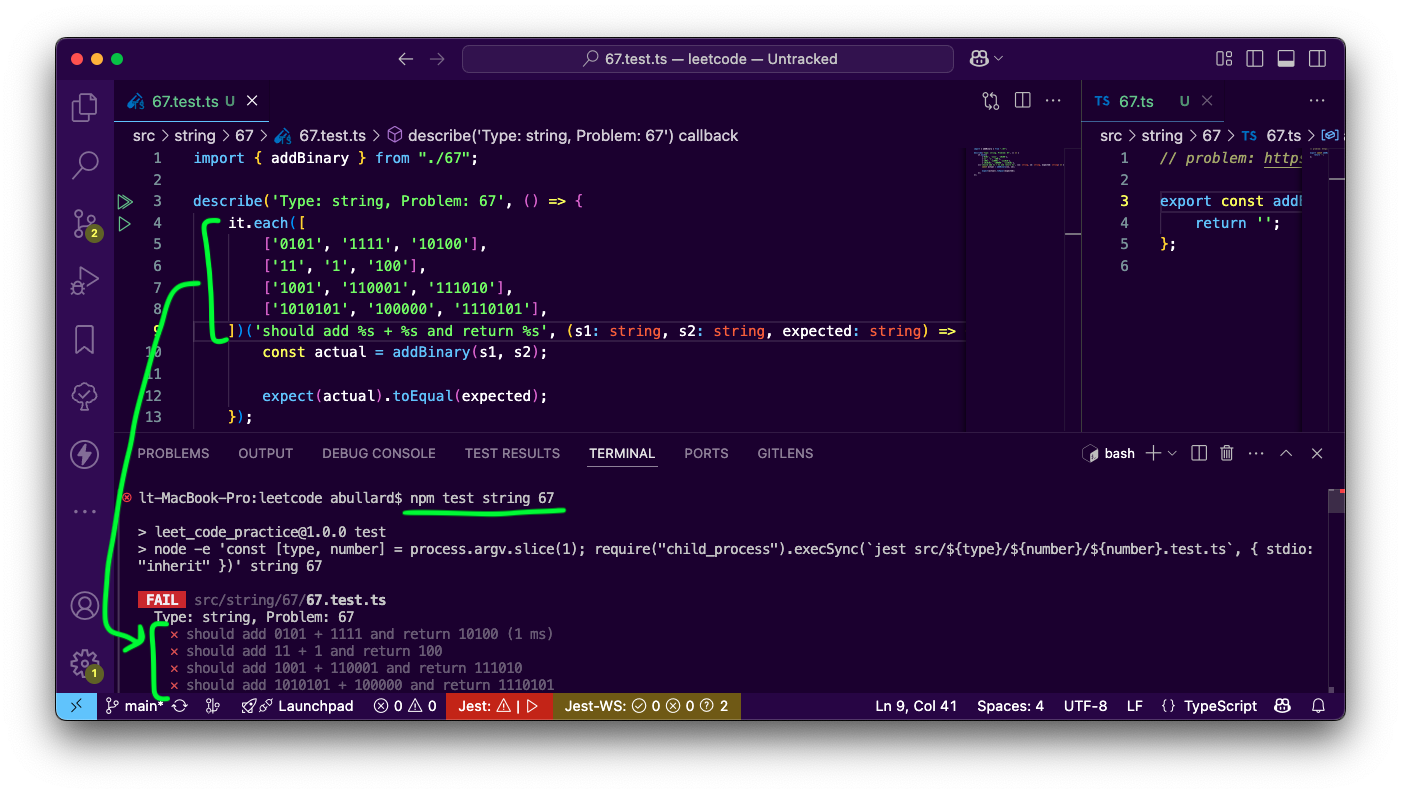 67.test.ts — leetcode — Untracked
67.test.ts U
TS 67.ts U
src > string > 67 > 67.test.ts > describe('Type: string, Problem: 67') callback
1 import { addBinary } from "./67";
2
3 describe('Type: string, Problem: 67', () => {
4 it.each([
5 ['0101', '1111', '10100'],
6 ['11', '1', '100'],
7 ['1001', '110001', '111010'],
8 ['1010101', '100000', '1110101'],
9 ])('should add %s + %s and return %s', (s1: string, s2: string, expected: string) =>
10 const actual = addBinary(s1, s2);
11
12 expect(actual).toEqual(expected);
13 });
src > string > 67 > TS 67.ts >
1 // problem: https
2
3 export const addB
4 return '';
5 };
6
2
PROBLEMS OUTPUT DEBUG CONSOLE TEST RESULTS TERMINAL PORTS GITLENS
bash
lt-MacBook-Pro:leetcode abullard$ npm test string 67
> leet_code_practice@1.0.0 test
> node -e 'const [type, number] = process.argv.slice(1); require("child_process").execSync(`jest src/${type}/${number}/${number}.test.ts`, { stdio:
"inherit" })' string 67
FAIL src/string/67/67.test.ts
Type: string, Problem: 67
× should add 0101 + 1111 and return 10100 (1 ms)
× should add 11 + 1 and return 100
× should add 1001 + 110001 and return 111010
× should add 1010101 + 100000 and return 1110101
1
main* Launchpad 0 0 Jest: | Jest-WS: 0 0 2 Ln 9, Col 41 Spaces: 4 UTF-8 LF {} TypeScript